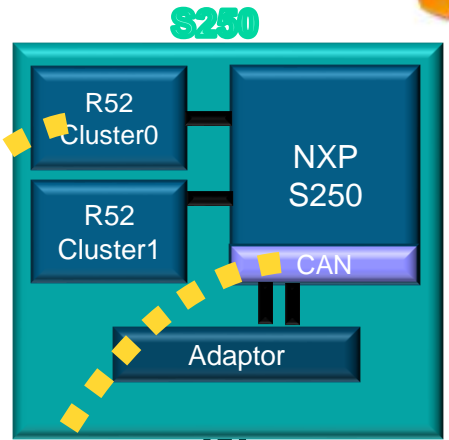 S250
R52
Cluster0
NXP
S250
R52
Cluster1
CAN
Adaptor